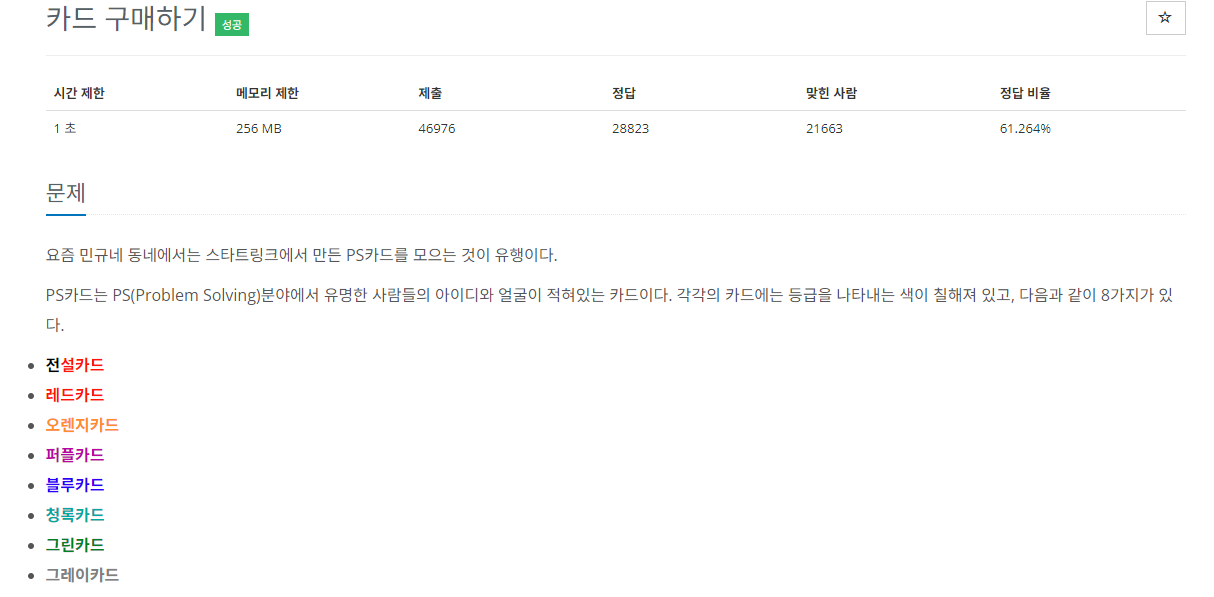 카드 구매하기 성공
☆
시간 제한 메모리 제한 제출 정답 맞힌 사람 정답 비율
1 초 256 MB 46976 28823 21663 61.264%
문제
요즘 민규네 동네에서는 스타트링크에서 만든 PS카드를 모으는 것이 유행이다.
PS카드는 PS(Problem Solving)분야에서 유명한 사람들의 아이디와 얼굴이 적혀있는 카드이다. 각각의 카드에는 등급을 나타내는 색이 칠해져 있고, 다음과 같이 8가지가 있
다.
전설카드
레드카드
오렌지카드
퍼플카드
블루카드
청록카드
그린카드
그레이카드